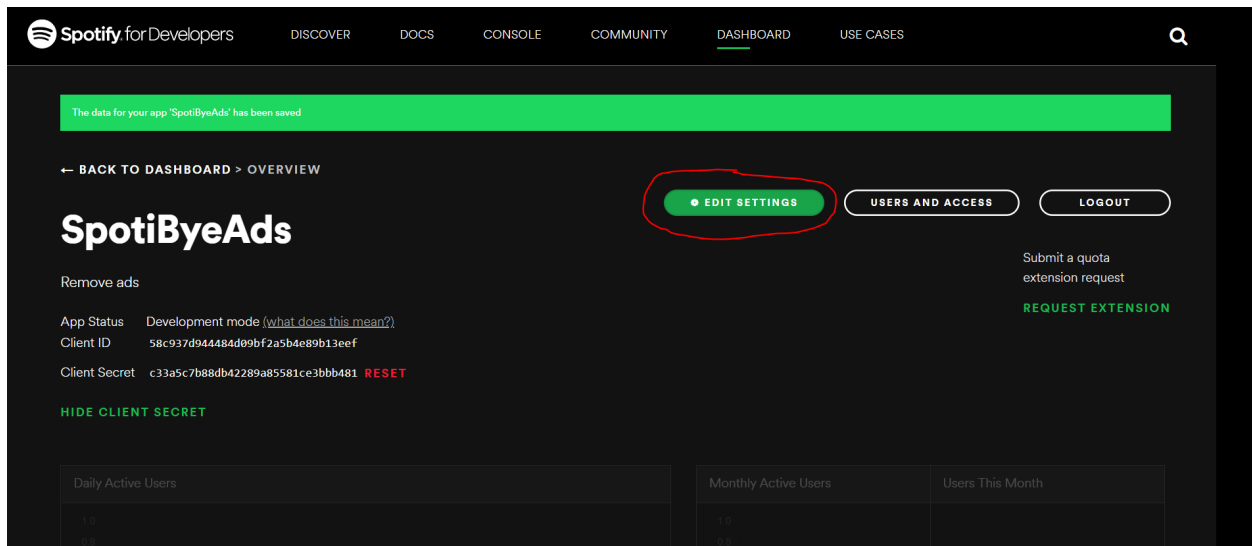 Spotify for Developers DISCOVER DOCS CONSOLE COMMUNITY DASHBOARD USE CASES
The data for your app 'SpotiByeAds' has been saved
← BACK TO DASHBOARD > OVERVIEW
EDIT SETTINGS USERS AND ACCESS LOGOUT
SpotiByeAds
Submit a quota
extension request
REQUEST EXTENSION
Remove ads
App Status Development mode (what does this mean?)
Client ID 58c937d944484d09bf2a5b4e89b13eef
Client Secret c33a5c7b88db42289a85581ce3bbb481 RESET
HIDE CLIENT SECRET
Daily Active Users Monthly Active Users Users This Month
1.0 1.0
0.8 0.8